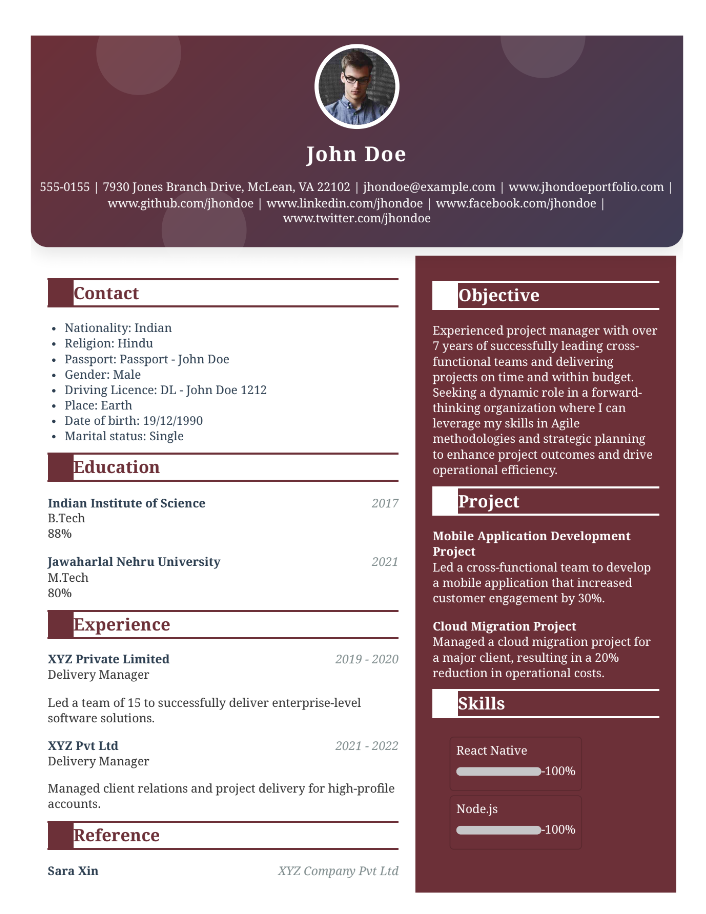 John Doe
555-0155 | 7930 Jones Branch Drive, McLean, VA 22102 | jhondoe@example.com | www.jhondoeportfolio.com |
www.github.com/jhondoe | www.linkedin.com/jhondoe | www.facebook.com/jhondoe |
www.twitter.com/jhondoe
Contact
• Nationality: Indian
• Religion: Hindu
• Passport: Passport - John Doe
• Gender: Male
• Driving Licence: DL - John Doe 1212
• Place: Earth
• Date of birth: 19/12/1990
• Marital status: Single
Education
Indian Institute of Science 2017
B.Tech
88%
Jawaharlal Nehru University 2021
M.Tech
80%
Experience
XYZ Private Limited 2019 - 2020
Delivery Manager
Led a team of 15 to successfully deliver enterprise-level
software solutions.
XYZ Pvt Ltd 2021 - 2022
Delivery Manager
Managed client relations and project delivery for high-profile
accounts.
Reference
Sara Xin XYZ Company Pvt Ltd
Objective
Experienced project manager with over
7 years of successfully leading cross-
functional teams and delivering
projects on time and within budget.
Seeking a dynamic role in a forward-
thinking organization where I can
leverage my skills in Agile
methodologies and strategic planning
to enhance project outcomes and drive
operational efficiency.
Project
Mobile Application Development
Project
Led a cross-functional team to develop
a mobile application that increased
customer engagement by 30%.
Cloud Migration Project
Managed a cloud migration project for
a major client, resulting in a 20%
reduction in operational costs.
Skills
React Native
-100%
Node.js
-100%